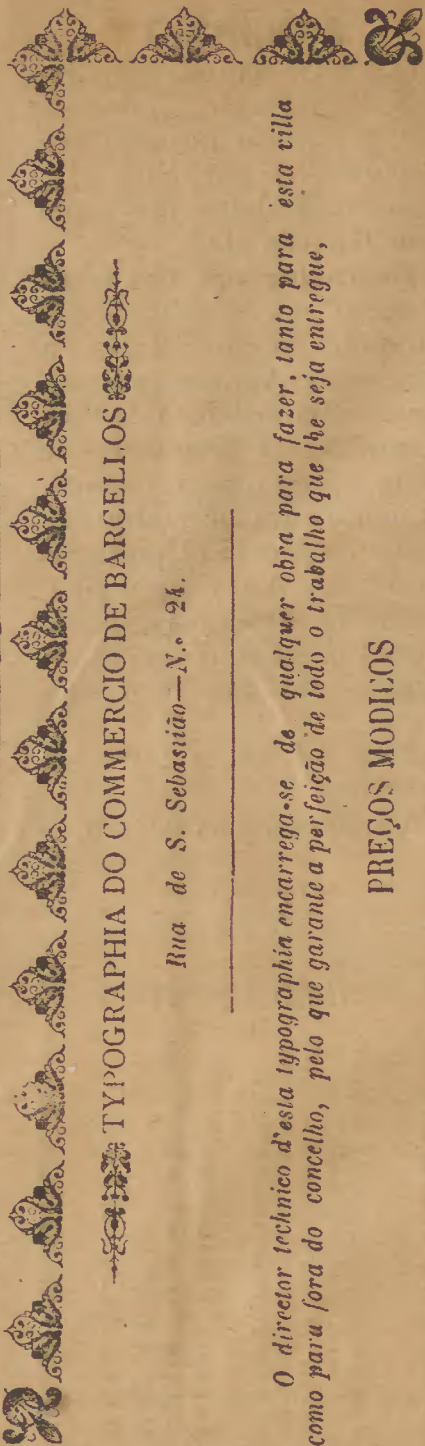 TYPOGRAPHIA DO COMMERCIO DE BARCELLOS
Rua de S. Sebastião—N.º 24.
O director technico d'esta typographia encarrega-se de qualquer obra para fazer, tanto para esta villa
como para fora do concelho, pelo que garante a perfeição de todo o trabalho que lhe seja entregue,
PREÇOS MODICOS